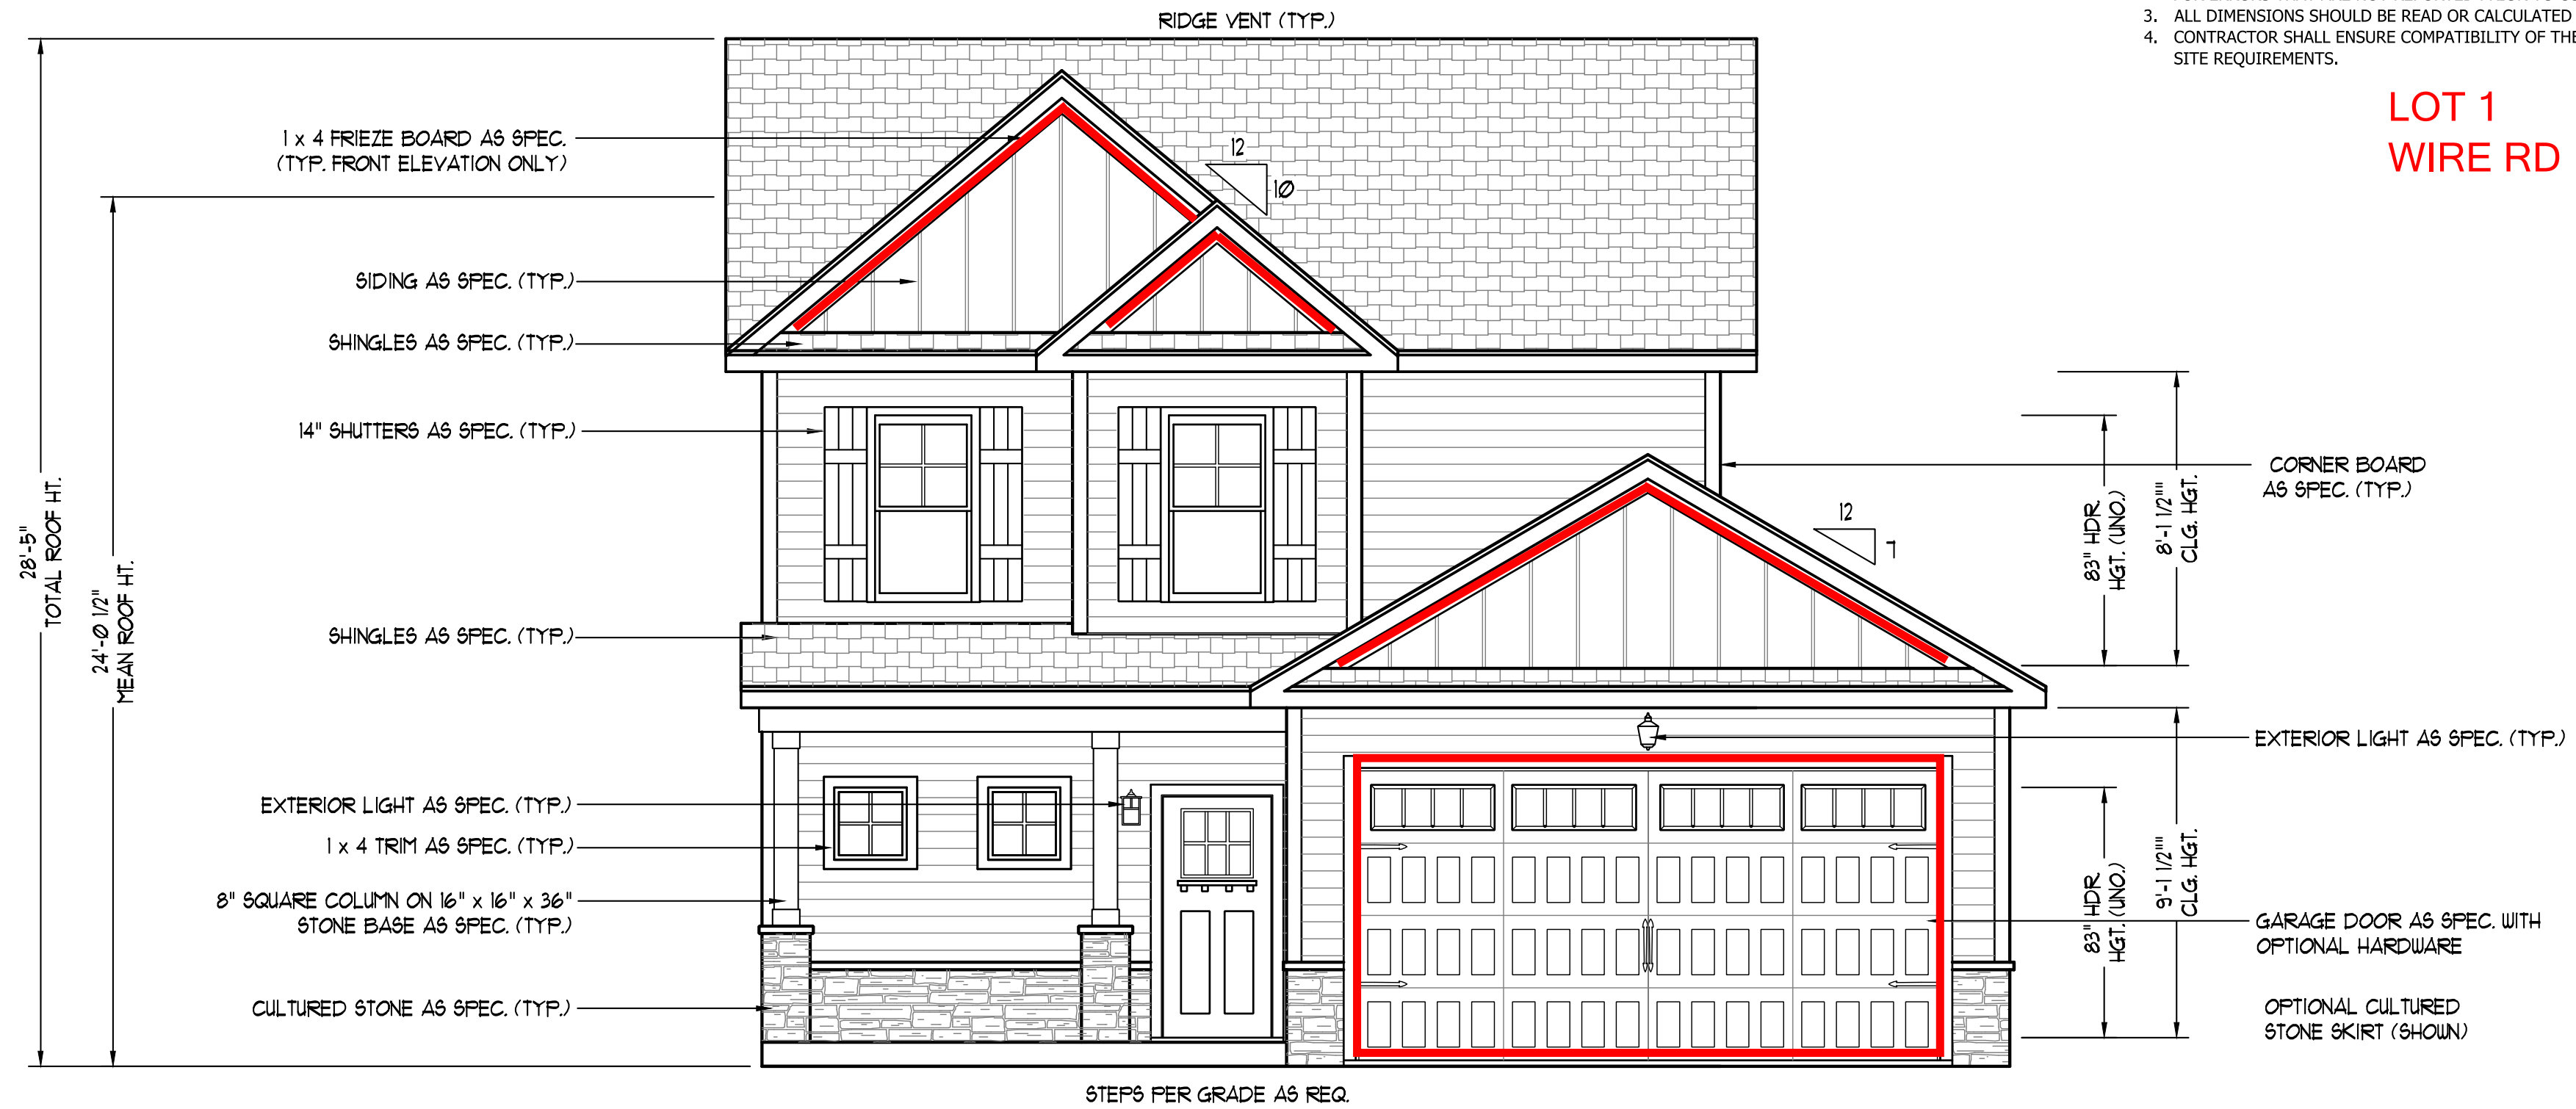 RIDGE VENT (TYP.)
3. ALL DIMENSIONS SHOULD BE READ OR CALCULATED
4. CONTRACTOR SHALL ENSURE COMPATIBILITY OF THE
SITE REQUIREMENTS.
LOT 1
WIRE RD
1 x 4 FRIEZE BOARD AS SPEC.
(TYP. FRONT ELEVATION ONLY)
12
10
SIDING AS SPEC. (TYP.)
SHINGLES AS SPEC. (TYP.)
14" SHUTTERS AS SPEC. (TYP.)
CORNER BOARD
AS SPEC. (TYP.)
12
7
83" HDR.
HGT. (UNO.)
8'-1 1/2""
CLG. HGT.
28'-5"
TOTAL ROOF HT.
24'-0 1/2"
MEAN ROOF HT.
SHINGLES AS SPEC. (TYP.)
EXTERIOR LIGHT AS SPEC. (TYP.)
EXTERIOR LIGHT AS SPEC. (TYP.)
1 x 4 TRIM AS SPEC. (TYP.)
8" SQUARE COLUMN ON 16" x 16" x 36"
STONE BASE AS SPEC. (TYP.)
83" HDR.
HGT. (UNO.)
9'-1 1/2""
CLG. HGT.
GARAGE DOOR AS SPEC. WITH
OPTIONAL HARDWARE
CULTURED STONE AS SPEC. (TYP.)
OPTIONAL CULTURED
STONE SKIRT (SHOWN)
STEPS PER GRADE AS REQ.